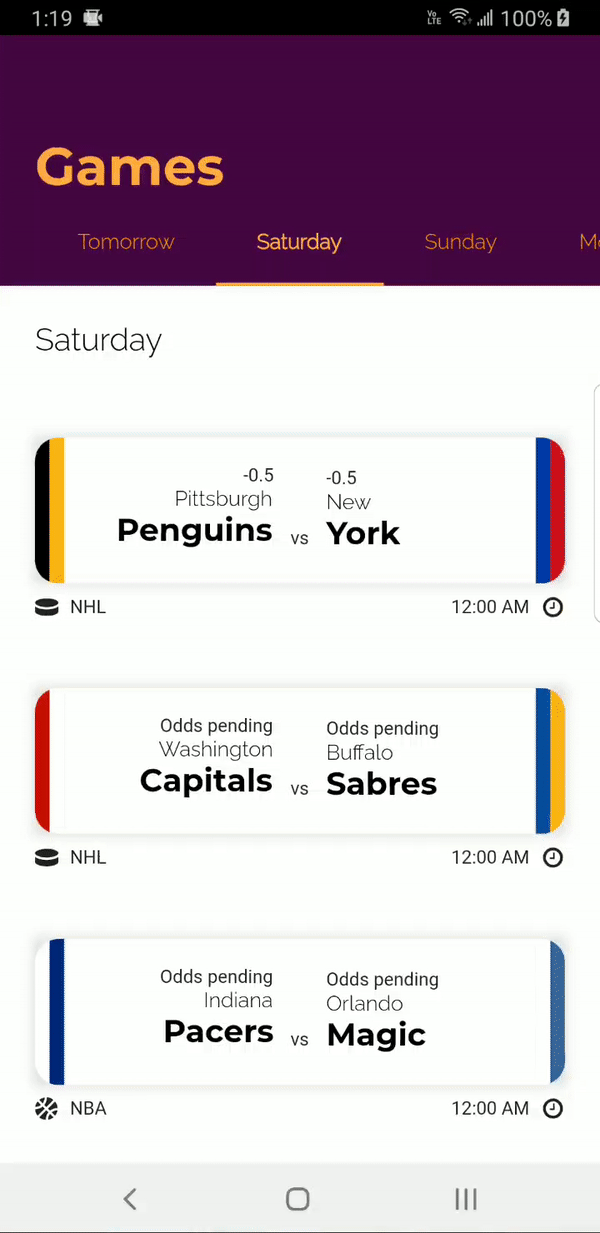 1:19 Vo LTE 100%
Games
Tomorrow Saturday Sunday M
Saturday
-0.5 -0.5
Pittsburgh New
Penguins vs York
NHL 12:00 AM
Odds pending Odds pending
Washington Buffalo
Capitals vs Sabres
NHL 12:00 AM
Odds pending Odds pending
Indiana Orlando
Pacers vs Magic
NBA 12:00 AM